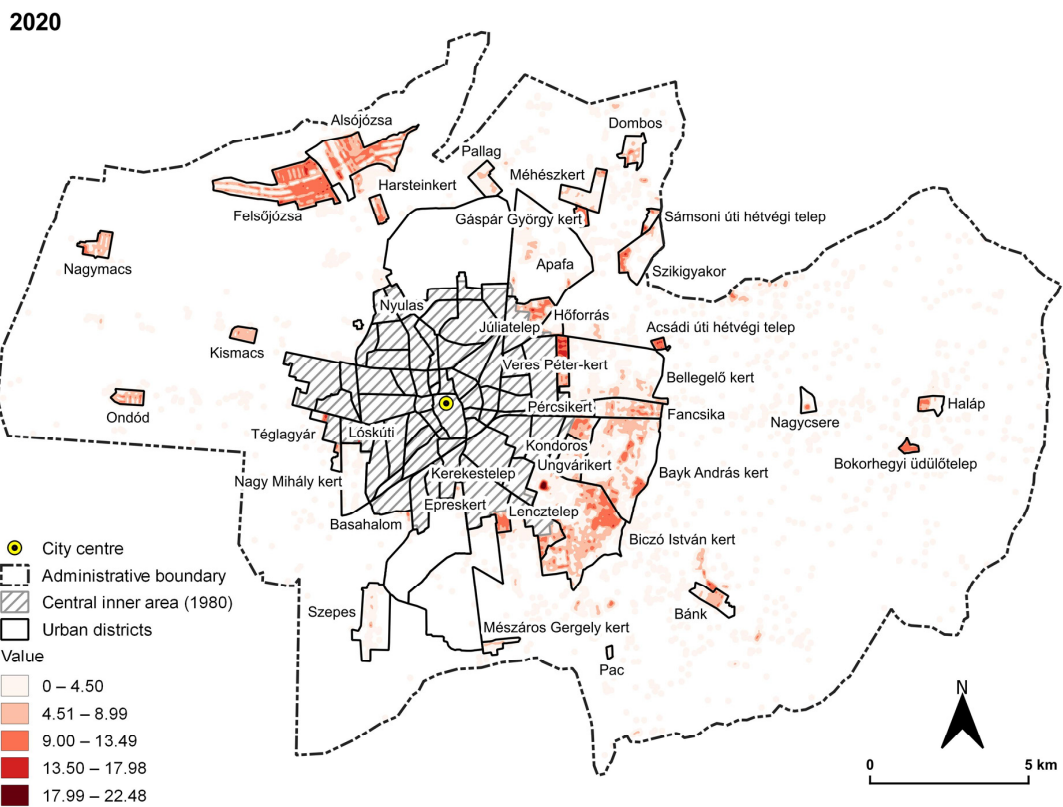 2020
Alsójózsa
Dombos
Pallag
Méhészkert
Harsteinkert
Felsőjózsa
Gáspár György kert
Sámsoni úti hétvégi telep
Nagymacs
Apafa
Szikigyakor
Nyulas
Hőforrás
Júliatelep
Acsádi úti hétvégi telep
Kismacs
Veres Péter-kert
Bellegelő kert
Ondód
Pércsikert
Fancsika
Nagycsere
Haláp
Téglagyár
Lóskúti
Kondoros
Ungvárikert
Bokorhegyi üdülőtelep
Nagy Mihály kert
Kerekestelep
Bayk András kert
Epreskert
Lencztelep
Basahalom
Biczó István kert
City centre
Administrative boundary
Central inner area (1980)
Urban districts
Szepes
Mészáros Gergely kert
Bánk
Pac
Value
0 – 4.50
4.51 – 8.99
9.00 – 13.49
13.50 – 17.98
17.99 – 22.48
N
0 5 km